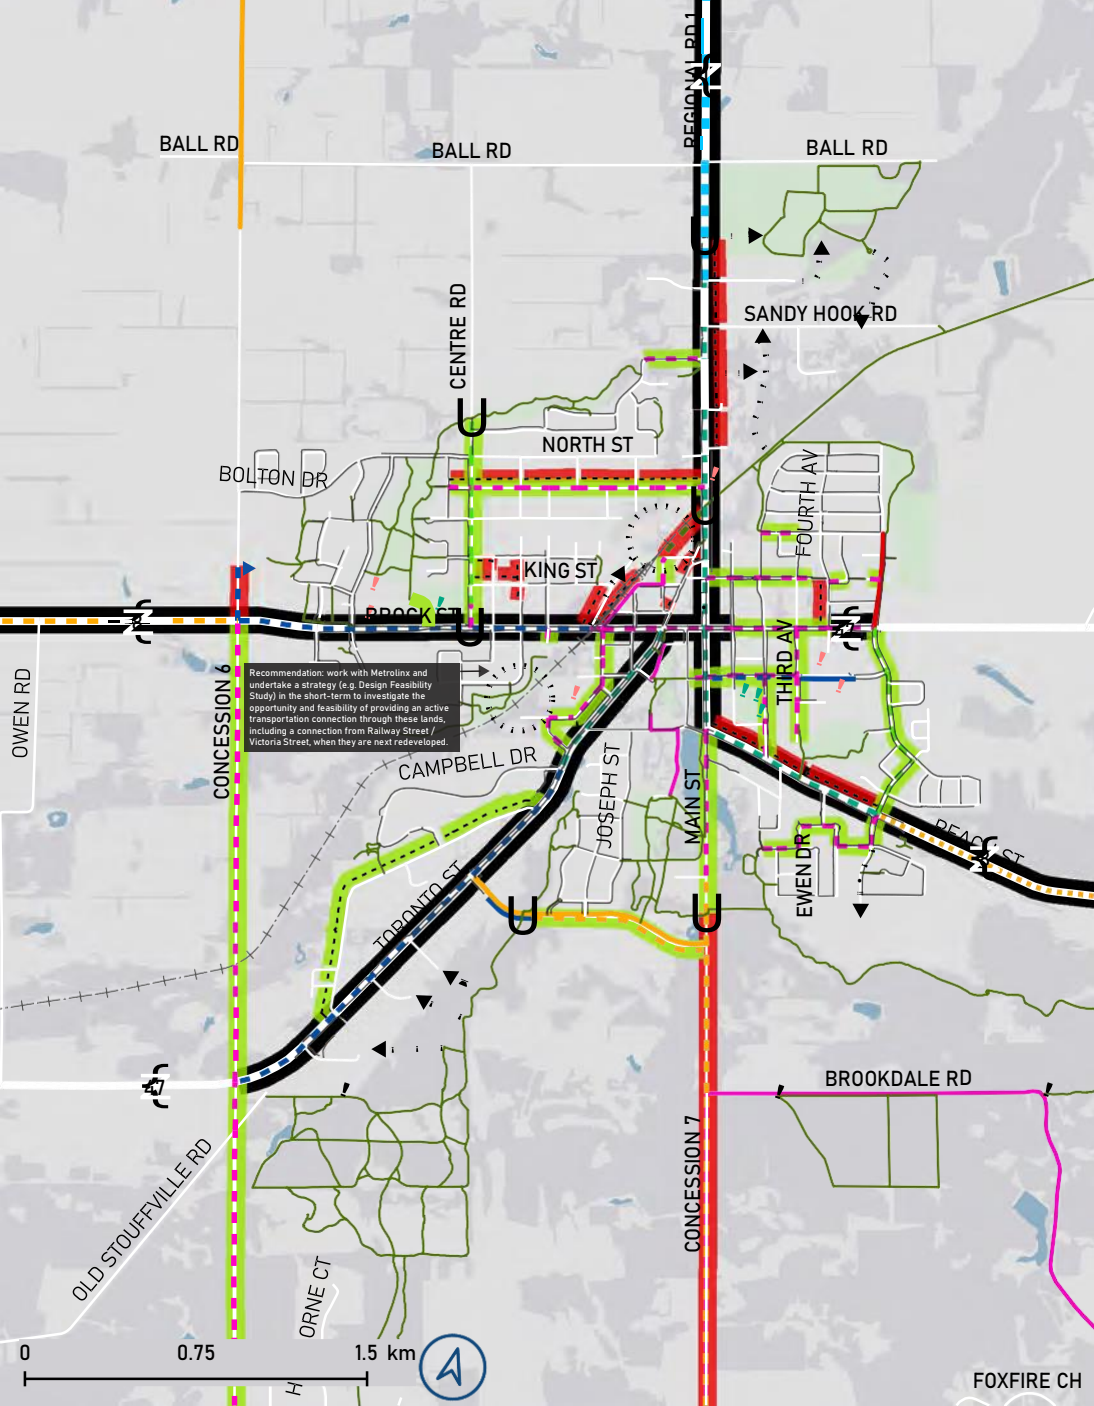 REGIONAL RD 1
BALL RD
BALL RD
BALL RD
CENTRE RD
SANDY HOOK RD
NORTH ST
BOLTON DR
FOURTH AV
KING ST
BROCK ST
8
47
THIRD AV
OWEN RD
CONCESSION 6
Recommendation: work with Metrolinx and
undertake a strategy (e.g. Design Feasibility
Study) in the short-term to investigate the
opportunity and feasibility of providing an active
transportation connection through these lands,
including a connection from Railway Street /
Victoria Street, when they are next redeveloped.
CAMPBELL DR
JOSEPH ST
MAIN ST
REACH ST
EWEN DR
TORONTO ST
47
BROOKDALE RD
CONCESSION 7
OLD STOUFFVILLE RD
ORNE CT
H
0 0.75 1.5 km
FOXFIRE CH